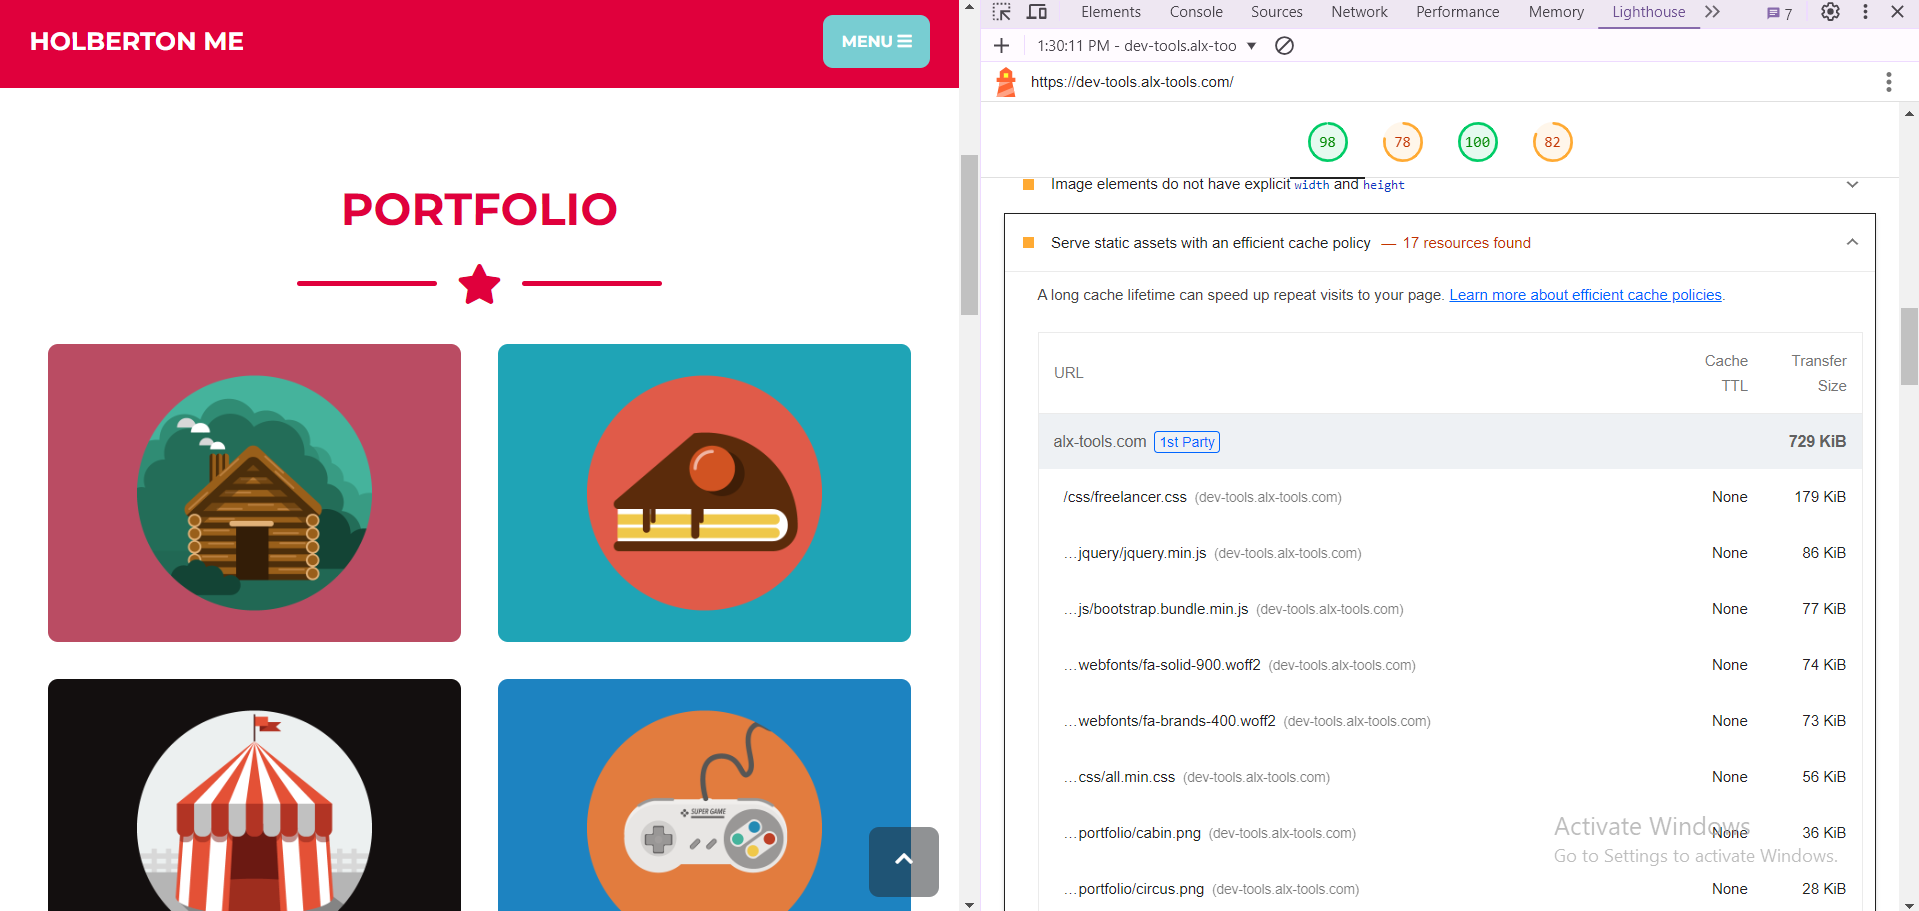 HOLBERTON ME
MENU
PORTFOLIO
SUPER GAME
Elements Console Sources Network Performance Memory Lighthouse 7
1:30:11 PM - dev-tools.alx-too
https://dev-tools.alx-tools.com/
98 78 100 82
Image elements do not have explicit width and height
Serve static assets with an efficient cache policy — 17 resources found
A long cache lifetime can speed up repeat visits to your page. Learn more about efficient cache policies.
URL Cache TTL Transfer Size
alx-tools.com 1st Party 729 KiB
/css/freelancer.css (dev-tools.alx-tools.com) None 179 KiB
…jquery/jquery.min.js (dev-tools.alx-tools.com) None 86 KiB
…js/bootstrap.bundle.min.js (dev-tools.alx-tools.com) None 77 KiB
…webfonts/fa-solid-900.woff2 (dev-tools.alx-tools.com) None 74 KiB
…webfonts/fa-brands-400.woff2 (dev-tools.alx-tools.com) None 73 KiB
…css/all.min.css (dev-tools.alx-tools.com) None 56 KiB
…portfolio/cabin.png (dev-tools.alx-tools.com) None 36 KiB
…portfolio/circus.png (dev-tools.alx-tools.com) None 28 KiB
Activate Windows
Go to Settings to activate Windows.